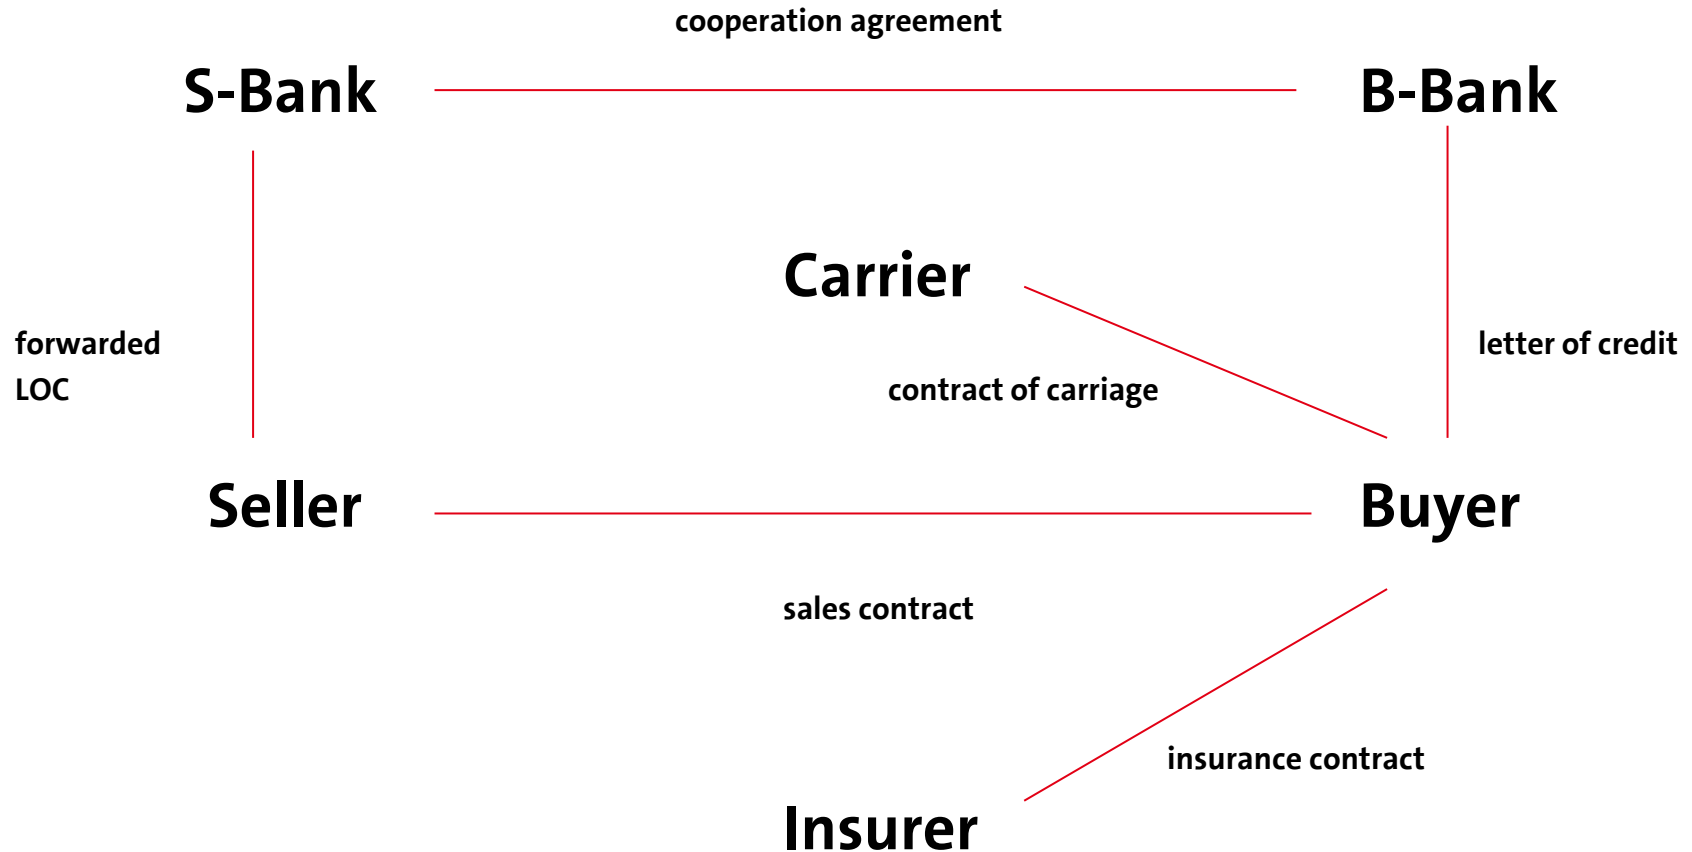 cooperation agreement
S-Bank
B-Bank
Carrier
forwarded
LOC
letter of credit
contract of carriage
Seller
Buyer
sales contract
insurance contract
Insurer